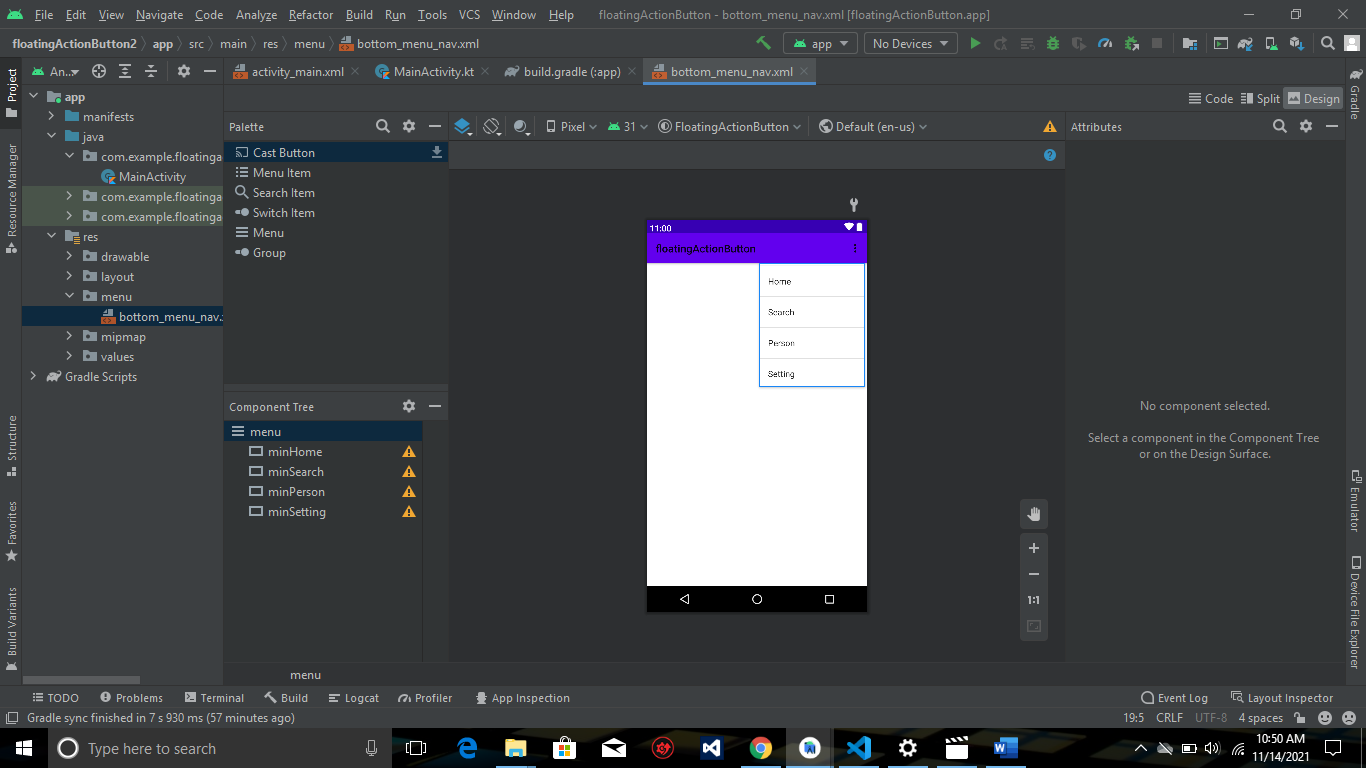 File Edit View Navigate Code Analyze Refactor Build Run Tools VCS Window Help floatingActionButton - bottom_menu_nav.xml [floatingActionButton.app]
floatingActionButton2 app src main res menu bottom_menu_nav.xml app No Devices
Project
An... activity_main.xml MainActivity.kt build.gradle (:app) bottom_menu_nav.xml
Gradle
Code Split Design
app
manifests
java
com.example.floatinga
MainActivity
com.example.floatinga
com.example.floatinga
res
drawable
layout
menu
bottom_menu_nav.
mipmap
values
Gradle Scripts
Resource Manager
Structure
Favorites
Build Variants
Palette
Cast Button
Menu Item
Search Item
Switch Item
Menu
Group
Component Tree
menu
minHome
minSearch
minPerson
minSetting
Pixel 31 FloatingActionButton Default (en-us)
11:00
floatingActionButton
Home
Search
Person
Setting
1:1
menu
Attributes
No component selected.
Select a component in the Component Tree
or on the Design Surface.
Emulator
Device File Explorer
TODO Problems Terminal Build Logcat Profiler App Inspection Event Log Layout Inspector
Gradle sync finished in 7 s 930 ms (57 minutes ago) 19:5 CRLF UTF-8 4 spaces
Type here to search
10:50 AM
11/14/2021